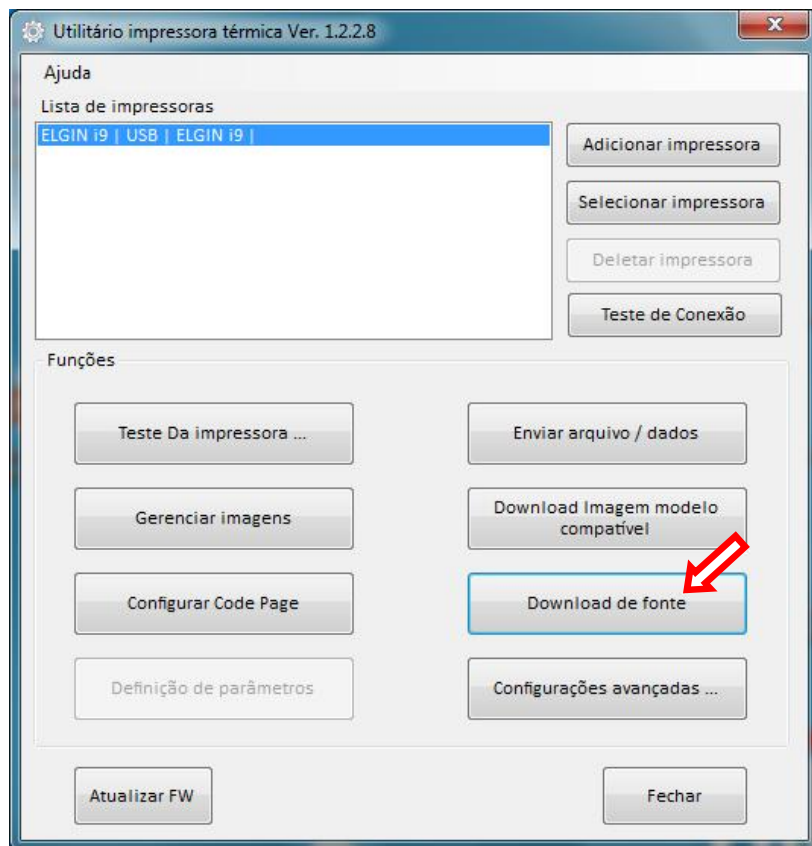 Utilitário impressora térmica Ver. 1.2.2.8
Ajuda
Lista de impressoras
ELGIN i9 | USB | ELGIN i9 |
Adicionar impressora
Selecionar impressora
Deletar impressora
Teste de Conexão
Funções
Teste Da impressora ...
Enviar arquivo / dados
Gerenciar imagens
Download Imagem modelo
compatível
Configurar Code Page
Download de fonte
Definição de parâmetros
Configurações avançadas ...
Atualizar FW
Fechar